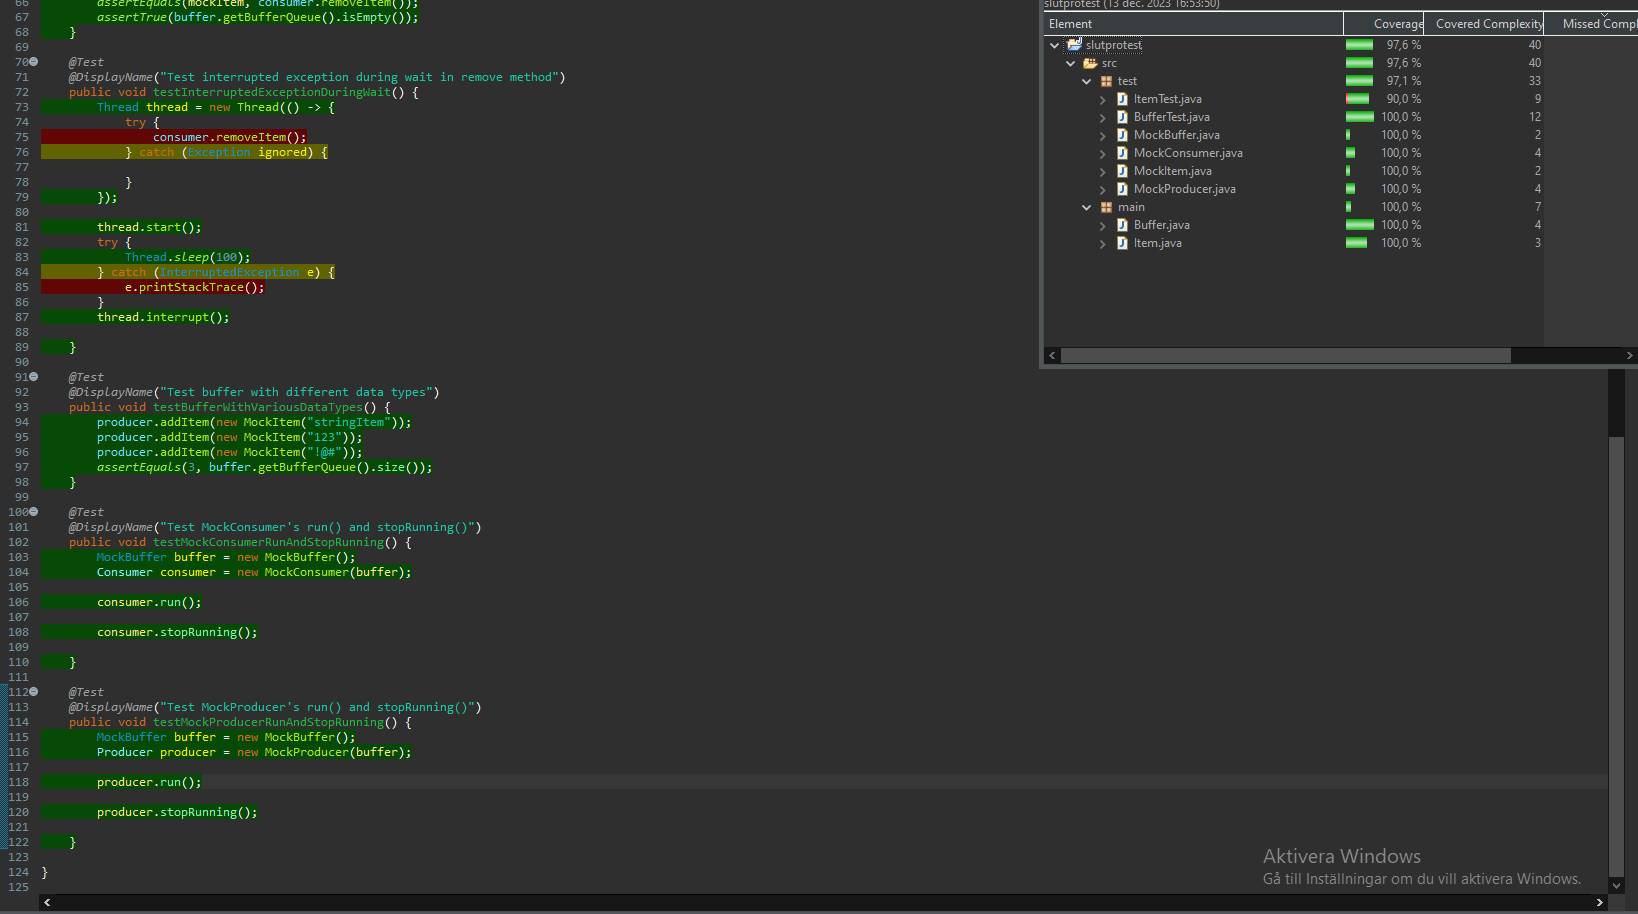 66 assertEquals(mockItem, consumer.removeItem());
67 assertTrue(buffer.getBufferQueue().isEmpty());
68 }
69
70 @Test
71 @DisplayName("Test interrupted exception during wait in remove method")
72 public void testInterruptedExceptionDuringWait() {
73 Thread thread = new Thread(() -> {
74 try {
75 consumer.removeItem();
76 } catch (Exception ignored) {
77
78 }
79 });
80
81 thread.start();
82 try {
83 Thread.sleep(100);
84 } catch (InterruptedException e) {
85 e.printStackTrace();
86 }
87 thread.interrupt();
88
89 }
90
91 @Test
92 @DisplayName("Test buffer with different data types")
93 public void testBufferWithVariousDataTypes() {
94 producer.addItem(new MockItem("stringItem"));
95 producer.addItem(new MockItem("123"));
96 producer.addItem(new MockItem("!@#"));
97 assertEquals(3, buffer.getBufferQueue().size());
98 }
99
100 @Test
101 @DisplayName("Test MockConsumer's run() and stopRunning()")
102 public void testMockConsumerRunAndStopRunning() {
103 MockBuffer buffer = new MockBuffer();
104 Consumer consumer = new MockConsumer(buffer);
105
106 consumer.run();
107
108 consumer.stopRunning();
109
110 }
111
112 @Test
113 @DisplayName("Test MockProducer's run() and stopRunning()")
114 public void testMockProducerRunAndStopRunning() {
115 MockBuffer buffer = new MockBuffer();
116 Producer producer = new MockProducer(buffer);
117
118 producer.run();
119
120 producer.stopRunning();
121
122 }
123
124 }
125
slutprotest (13 dec. 2023 16:53:50)
Element Coverage Covered Complexity Missed Compl
slutprotest 97,6 % 40
src 97,6 % 40
test 97,1 % 33
ItemTest.java 90,0 % 9
BufferTest.java 100,0 % 12
MockBuffer.java 100,0 % 2
MockConsumer.java 100,0 % 4
MockItem.java 100,0 % 2
MockProducer.java 100,0 % 4
main 100,0 % 7
Buffer.java 100,0 % 4
Item.java 100,0 % 3
Aktivera Windows
Gå till Inställningar om du vill aktivera Windows.